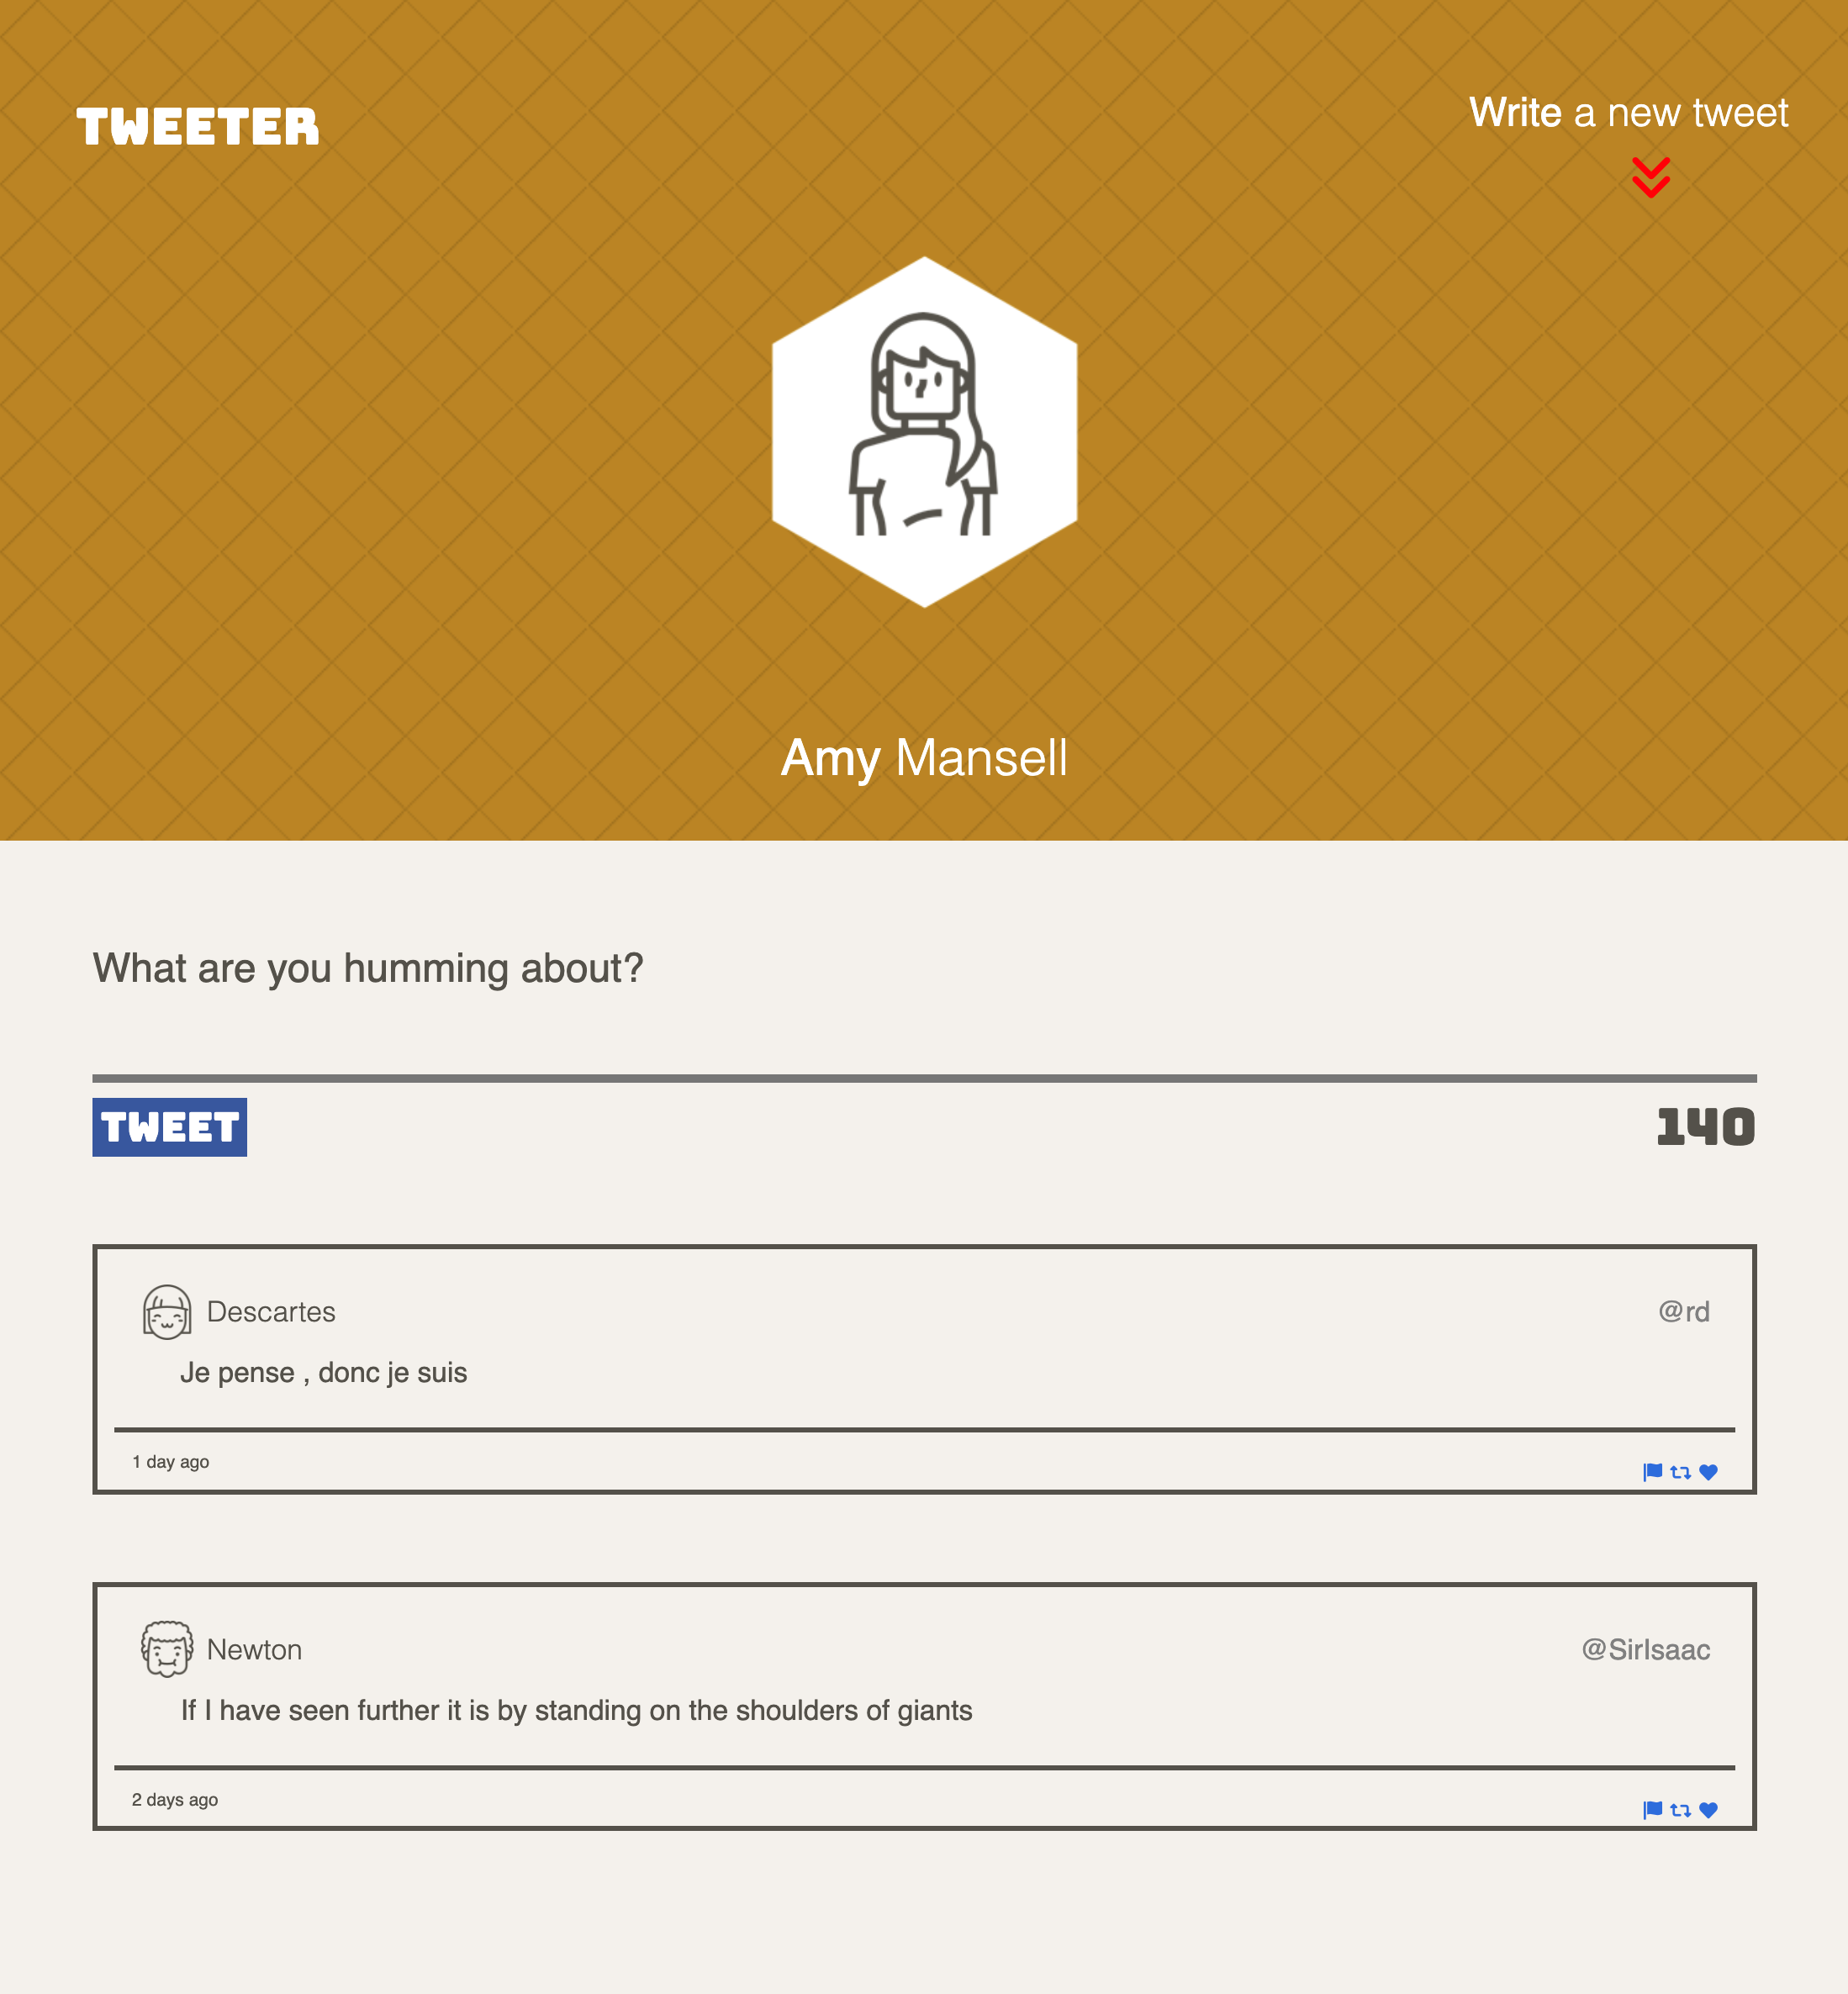 TWEETER
Write a new tweet
Amy Mansell
What are you humming about?
TWEET
140
Descartes
@rd
Je pense , donc je suis
1 day ago
Newton
@SirIsaac
If I have seen further it is by standing on the shoulders of giants
2 days ago